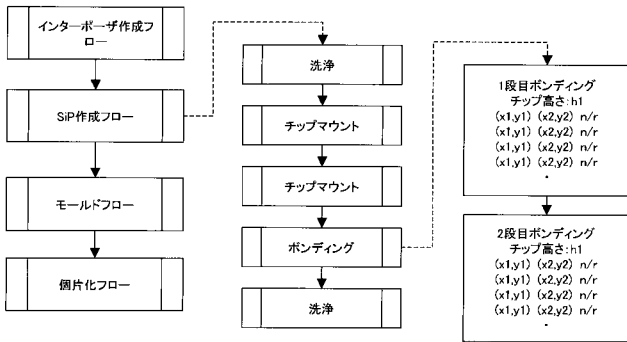 インターポーザ作成フ
ロー
SiP作成フロー
モールドフロー
個片化フロー
洗浄
チップマウント
チップマウント
ボンディング
洗浄
1段目ボンディング
チップ高さ:h1
(x1,y1) (x2,y2) n/r
(x1,y1) (x2,y2) n/r
(x1,y1) (x2,y2) n/r
(x1,y1) (x2,y2) n/r
・
2段目ボンディング
チップ高さ:h1
(x1,y1) (x2,y2) n/r
(x1,y1) (x2,y2) n/r
(x1,y1) (x2,y2) n/r
(x1,y1) (x2,y2) n/r
・